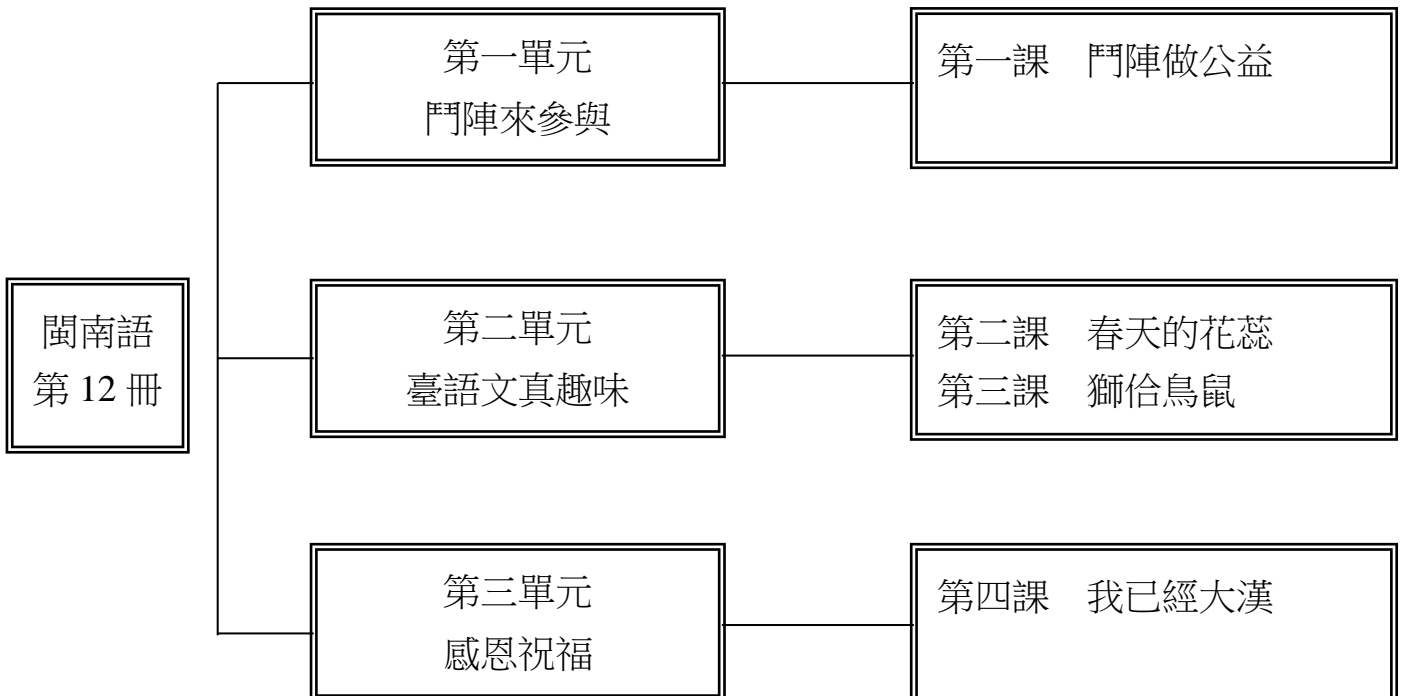 閩南語
第 12 冊
第一單元
鬥陣來參與
第一課　鬥陣做公益
第二單元
臺語文真趣味
第二課　春天的花蕊
第三課　獅佮鳥鼠
第三單元
感恩祝福
第四課　我已經大漢